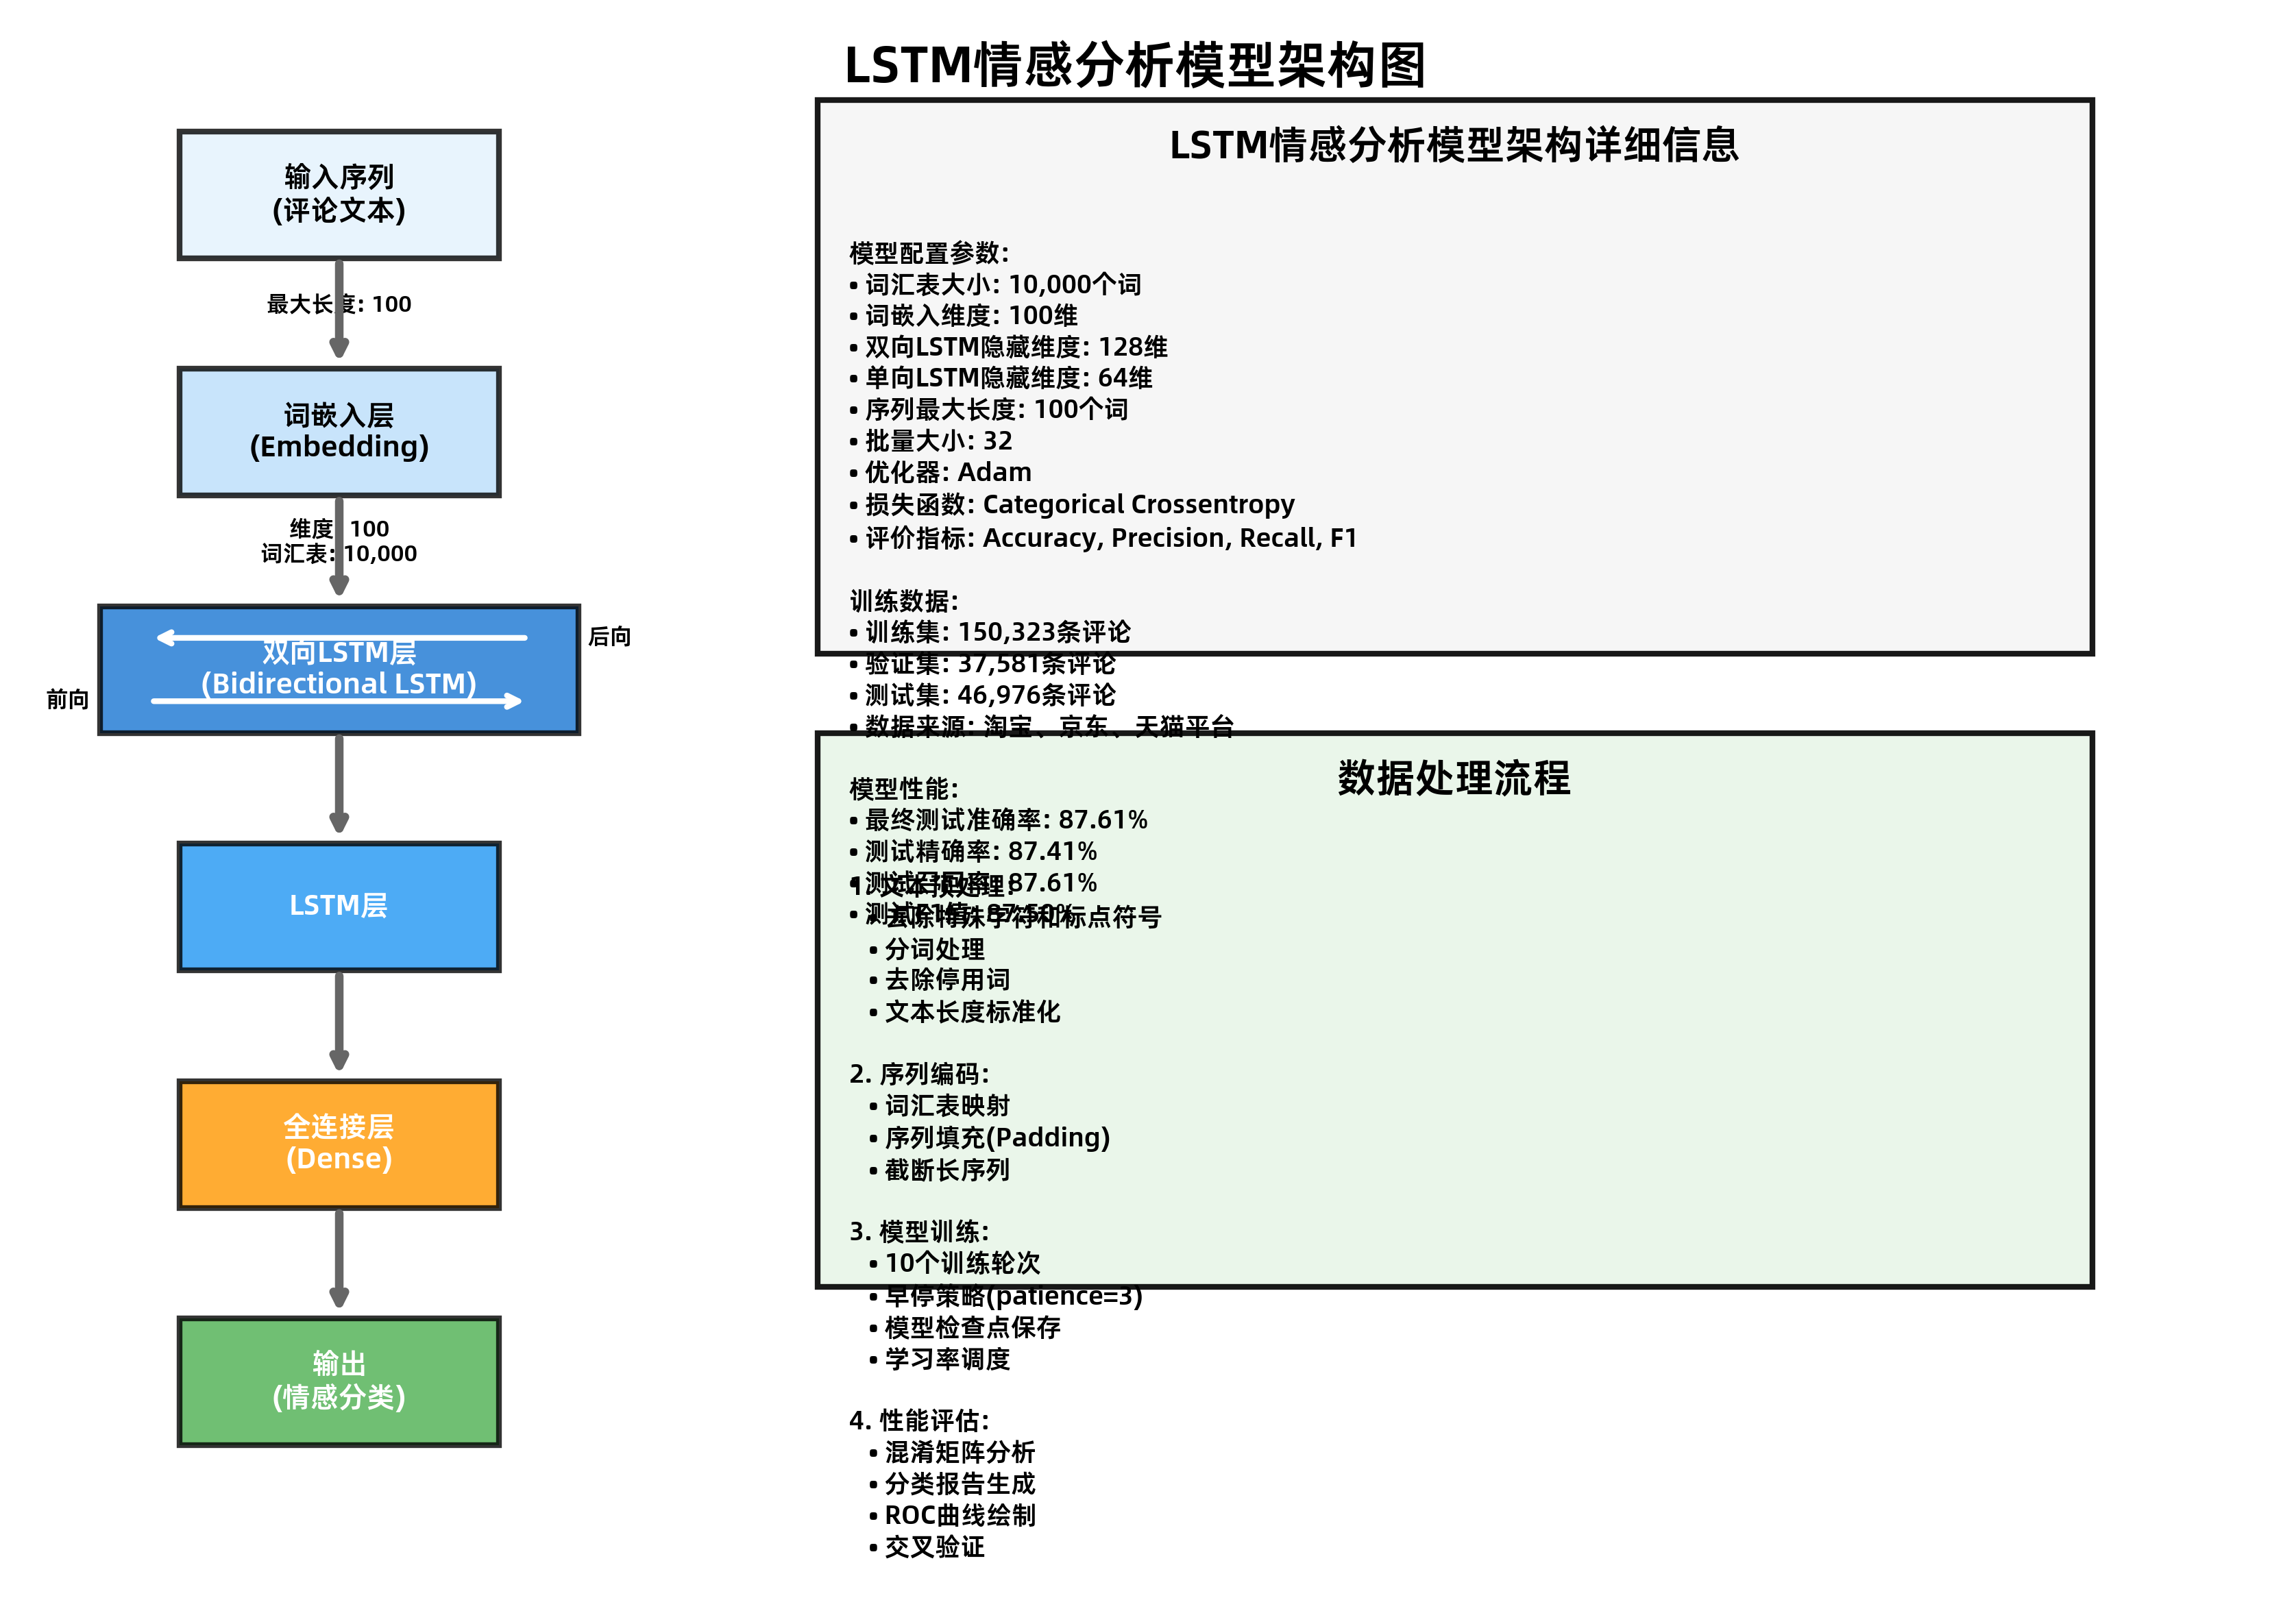 LSTM情感分析模型架构图
输入序列
(评论文本)
最大长度: 100
词嵌入层
(Embedding)
维度 100
词汇表: 10,000
双向LSTM层
(Bidirectional LSTM)
后向
前向
LSTM层
全连接层
(Dense)
输出
(情感分类)
LSTM情感分析模型架构详细信息
模型配置参数:
• 词汇表大小: 10,000个词
• 词嵌入维度: 100维
• 双向LSTM隐藏维度: 128维
• 单向LSTM隐藏维度: 64维
• 序列最大长度: 100个词
• 批量大小: 32
• 优化器: Adam
• 损失函数: Categorical Crossentropy
• 评价指标: Accuracy, Precision, Recall, F1
训练数据:
• 训练集: 150,323条评论
• 验证集: 37,581条评论
• 测试集: 46,976条评论
• 数据来源: 淘宝、京东、天猫平台
模型性能:
• 最终测试准确率: 87.61%
• 测试精确率: 87.41%
• 测试召回率: 87.61%
• 测试F1值: 87.50%
数据处理流程
1. 文本预处理:
• 去除特殊字符和标点符号
• 分词处理
• 去除停用词
• 文本长度标准化
2. 序列编码:
• 词汇表映射
• 序列填充(Padding)
• 截断长序列
3. 模型训练:
• 10个训练轮次
• 早停策略(patience=3)
• 模型检查点保存
• 学习率调度
4. 性能评估:
• 混淆矩阵分析
• 分类报告生成
• ROC曲线绘制
• 交叉验证